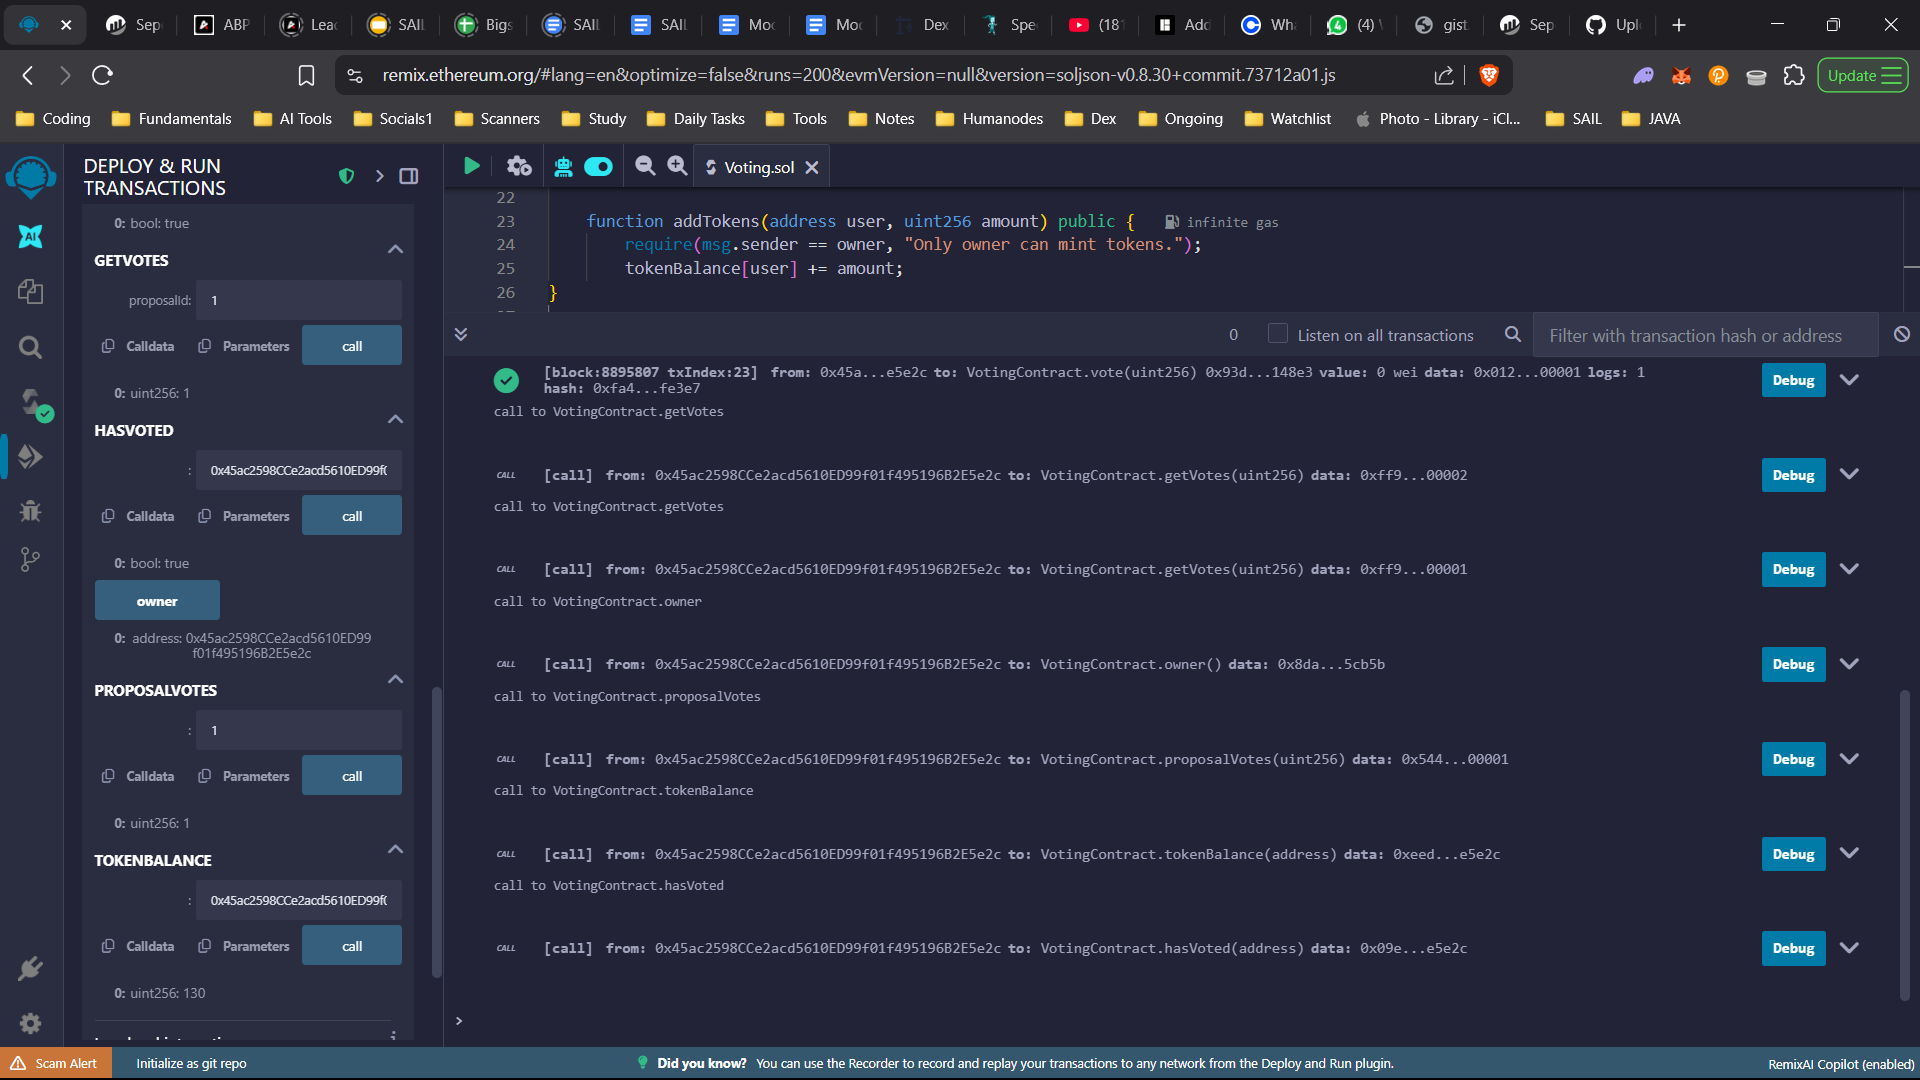 Sep
ABP
Lea
SAIL
Bigs
SAIL
SAIL
Moc
Moc
Dex
Spe
(181
Add
Wha
(4)
gist
Sep
Upl
remix.ethereum.org/#lang=en&optimize=false&runs=200&evmVersion=null&version=soljson-v0.8.30+commit.73712a01.js
Update
Coding
Fundamentals
AI Tools
Socials1
Scanners
Study
Daily Tasks
Tools
Notes
Humanodes
Dex
Ongoing
Watchlist
Photo - Library - iCl...
SAIL
JAVA
DEPLOY & RUN
TRANSACTIONS
0: bool: true
GETVOTES
proposalId: 1
Calldata Parameters call
0: uint256: 1
HASVOTED
: 0x45ac2598CCe2acd5610ED99f(
Calldata Parameters call
0: bool: true
owner
0: address: 0x45ac2598CCe2acd5610ED99
f01f495196B2E5e2c
PROPOSALVOTES
: 1
Calldata Parameters call
0: uint256: 1
TOKENBALANCE
: 0x45ac2598CCe2acd5610ED99f(
Calldata Parameters call
0: uint256: 130
AI
Voting.sol
22
23 function addTokens(address user, uint256 amount) public { infinite gas
24 require(msg.sender == owner, "Only owner can mint tokens.");
25 tokenBalance[user] += amount;
26 }
0 Listen on all transactions Filter with transaction hash or address
[block:8895807 txIndex:23] from: 0x45a...e5e2c to: VotingContract.vote(uint256) 0x93d...148e3 value: 0 wei data: 0x012...00001 logs: 1
hash: 0xfa4...fe3e7
Debug
call to VotingContract.getVotes
CALL [call] from: 0x45ac2598CCe2acd5610ED99f01f495196B2E5e2c to: VotingContract.getVotes(uint256) data: 0xff9...00002 Debug
call to VotingContract.getVotes
CALL [call] from: 0x45ac2598CCe2acd5610ED99f01f495196B2E5e2c to: VotingContract.getVotes(uint256) data: 0xff9...00001 Debug
call to VotingContract.owner
CALL [call] from: 0x45ac2598CCe2acd5610ED99f01f495196B2E5e2c to: VotingContract.owner() data: 0x8da...5cb5b Debug
call to VotingContract.proposalVotes
CALL [call] from: 0x45ac2598CCe2acd5610ED99f01f495196B2E5e2c to: VotingContract.proposalVotes(uint256) data: 0x544...00001 Debug
call to VotingContract.tokenBalance
CALL [call] from: 0x45ac2598CCe2acd5610ED99f01f495196B2E5e2c to: VotingContract.tokenBalance(address) data: 0xeed...e5e2c Debug
call to VotingContract.hasVoted
CALL [call] from: 0x45ac2598CCe2acd5610ED99f01f495196B2E5e2c to: VotingContract.hasVoted(address) data: 0x09e...e5e2c Debug
>
Scam Alert
Initialize as git repo
Did you know? You can use the Recorder to record and replay your transactions to any network from the Deploy and Run plugin.
RemixAI Copilot (enabled)